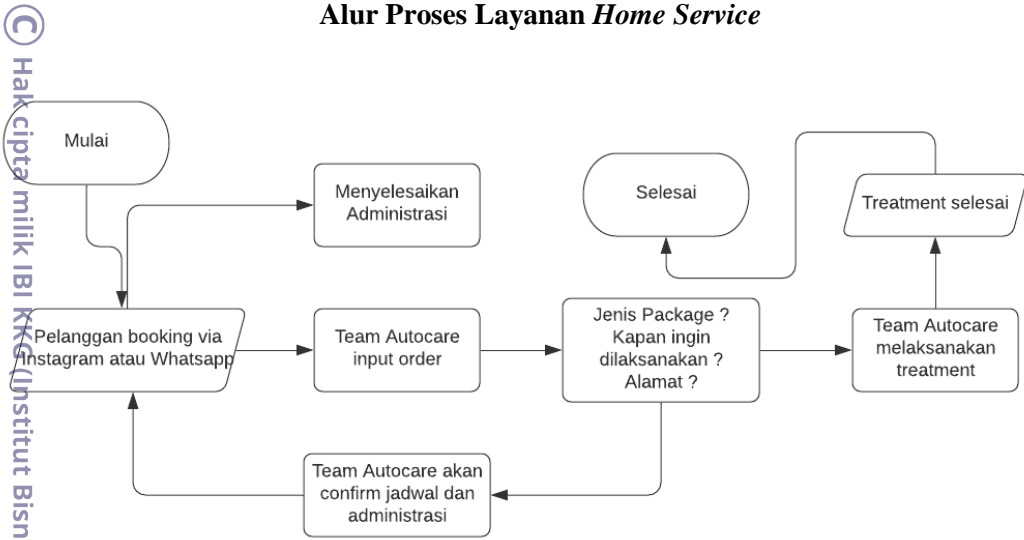 Alur Proses Layanan Home Service
© Hak cipta milik IBI KKG (Institut Bisn
Mulai
Menyelesaikan
Administrasi
Selesai
Treatment selesai
Pelanggan booking via
Instagram atau Whatsapp
Team Autocare
input order
Jenis Package ?
Kapan ingin
dilaksanakan ?
Alamat ?
Team Autocare
melaksanakan
treatment
Team Autocare akan
confirm jadwal dan
administrasi